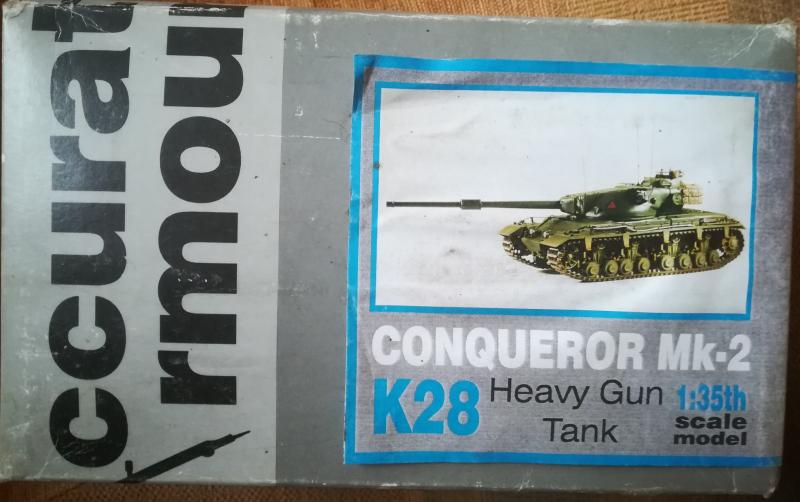 ccurat
rmour
CONQUEROR Mk-2
K28 Heavy Gun Tank 1:35th scale model